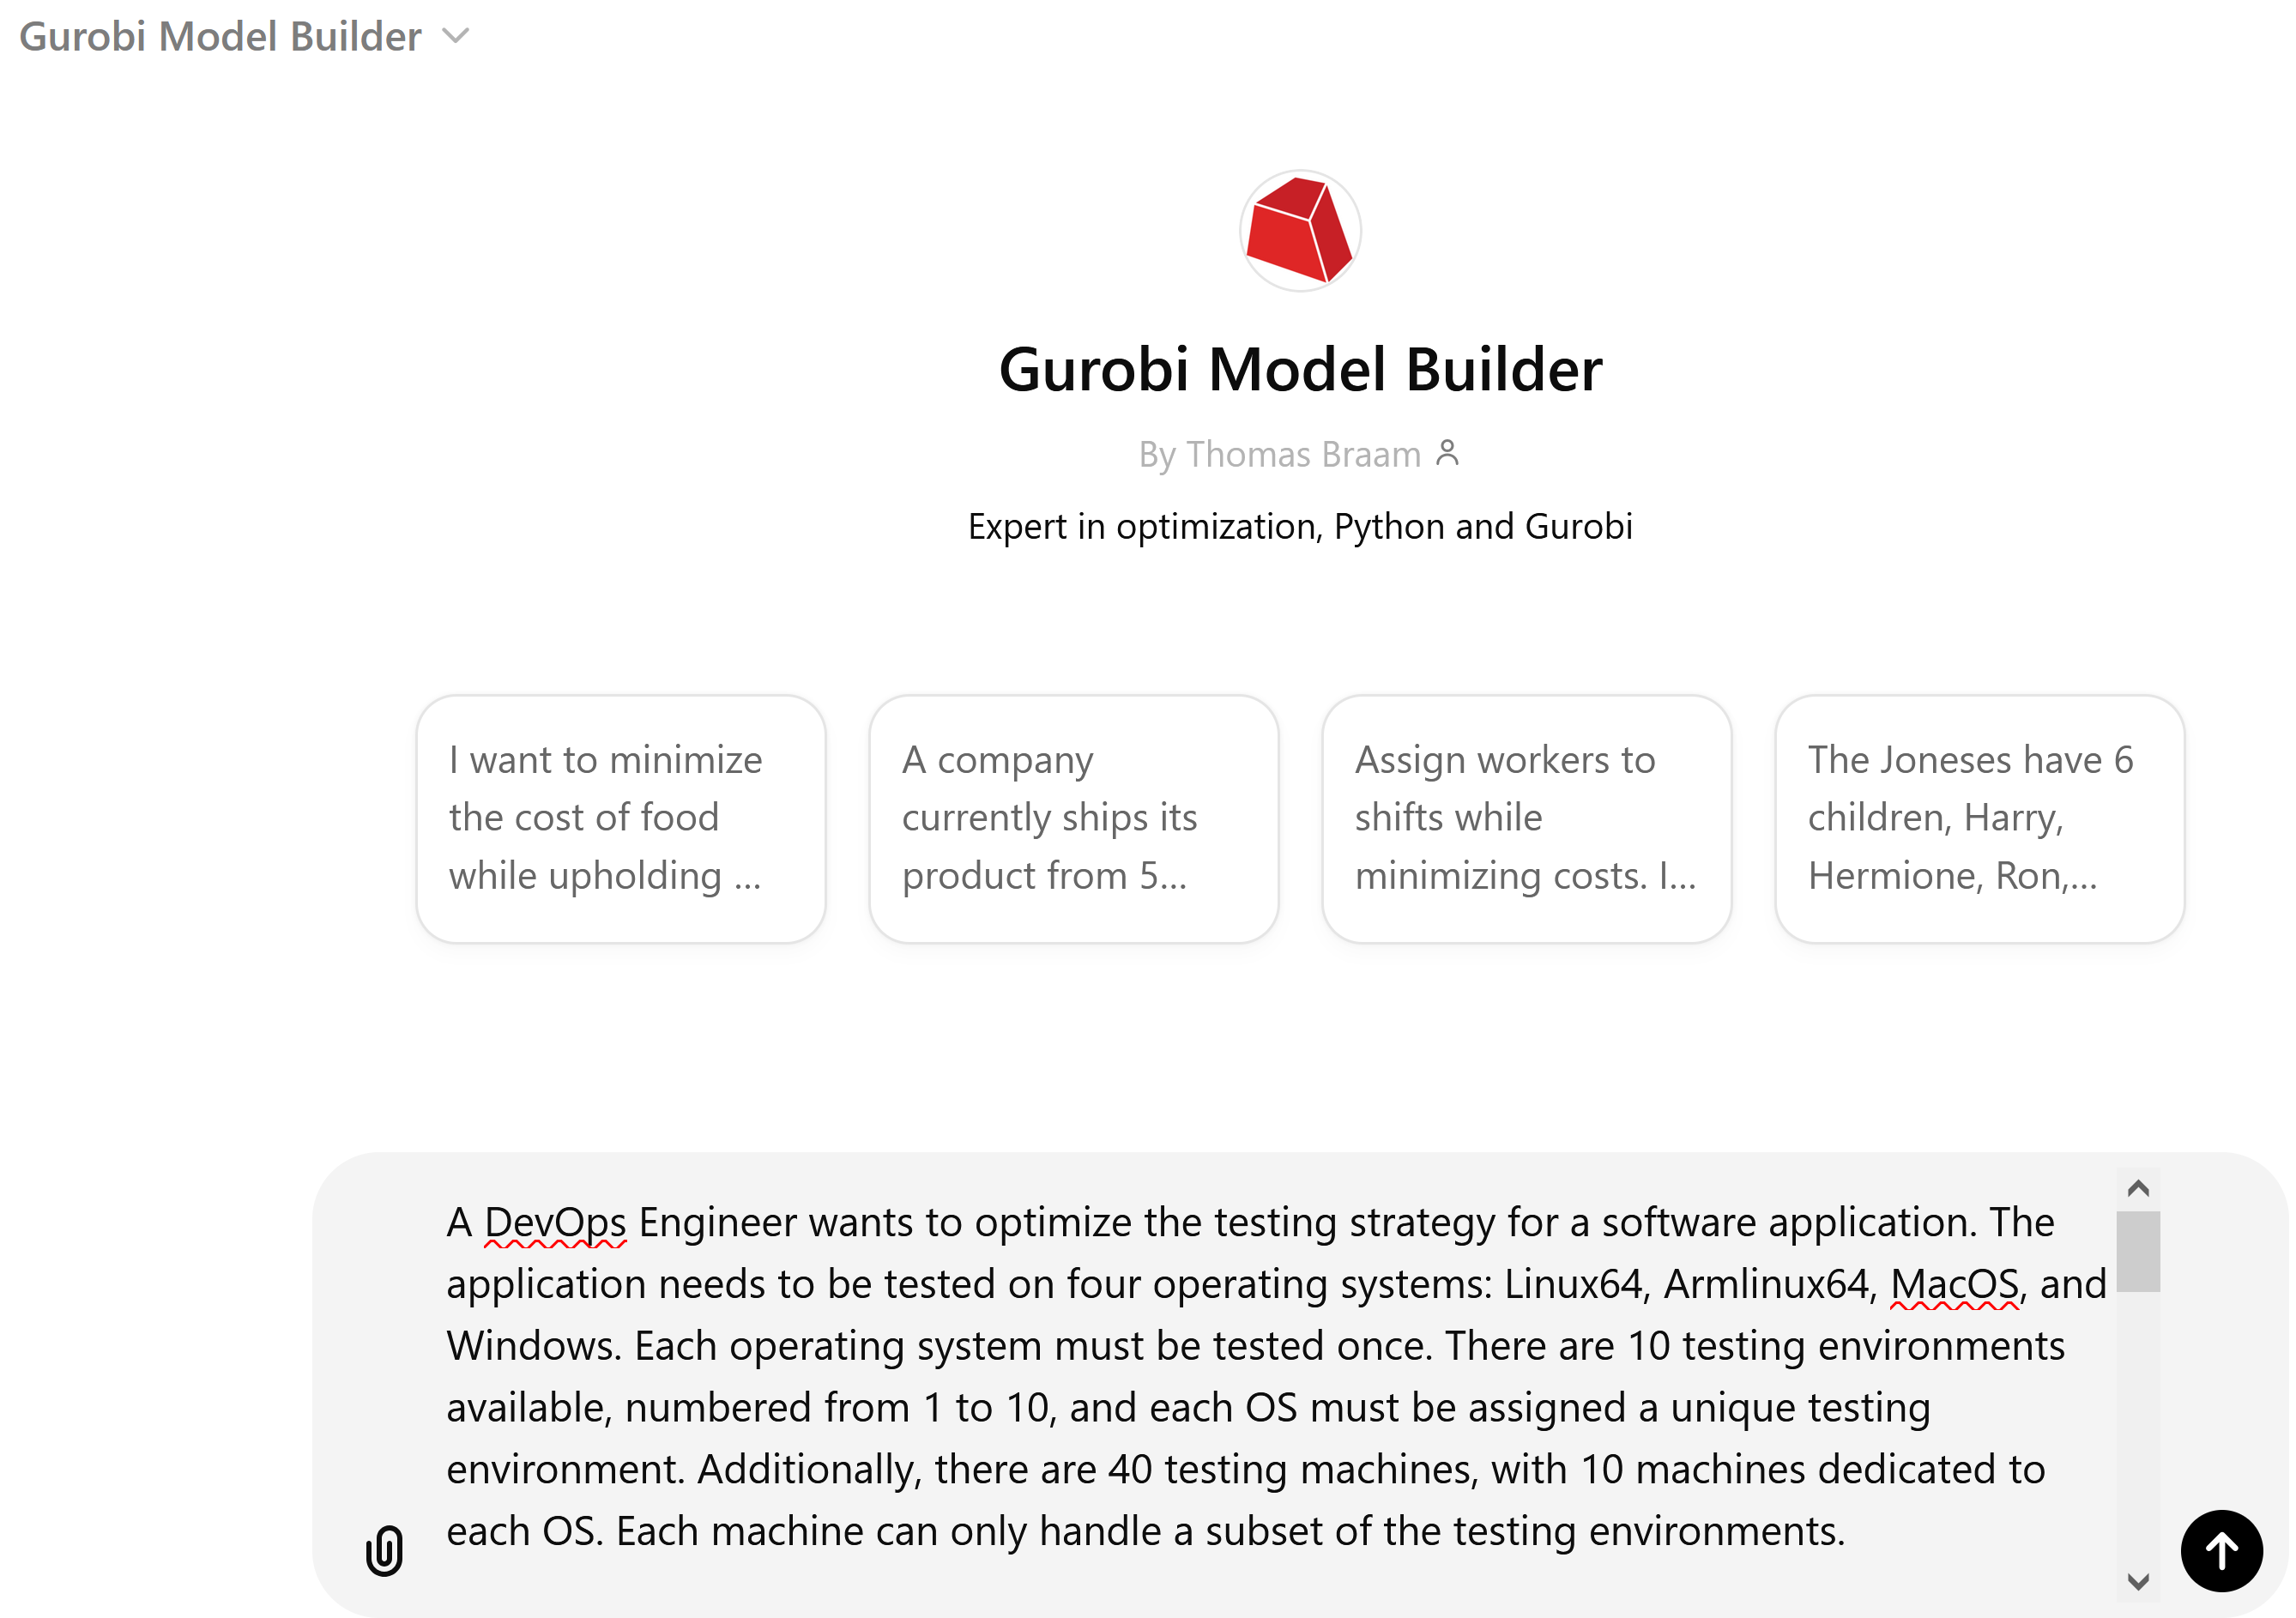 Gurobi Model Builder
Gurobi Model Builder
By Thomas Braam
Expert in optimization, Python and Gurobi
I want to minimize
the cost of food
while upholding ...
A company
currently ships its
product from 5...
Assign workers to
shifts while
minimizing costs. I...
The Joneses have 6
children, Harry,
Hermione, Ron,...
A DevOps Engineer wants to optimize the testing strategy for a software application. The
application needs to be tested on four operating systems: Linux64, Armlinux64, MacOS, and
Windows. Each operating system must be tested once. There are 10 testing environments
available, numbered from 1 to 10, and each OS must be assigned a unique testing
environment. Additionally, there are 40 testing machines, with 10 machines dedicated to
each OS. Each machine can only handle a subset of the testing environments.